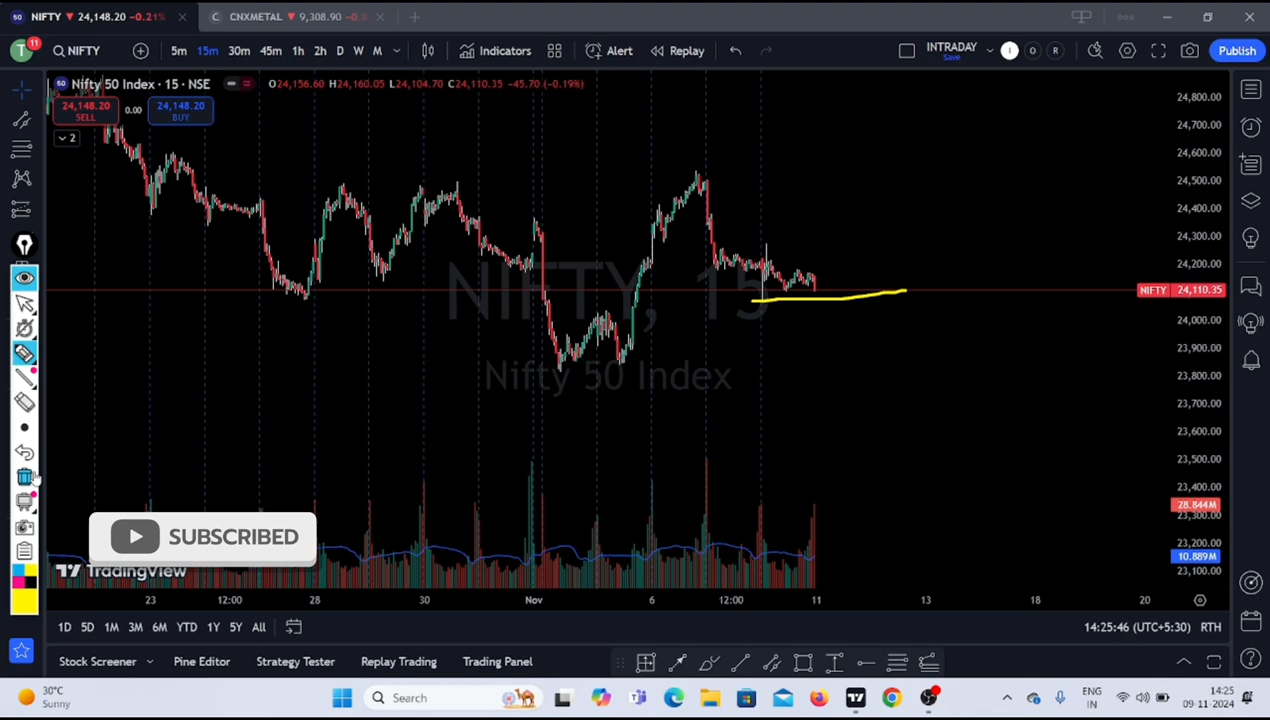 NIFTY 24,148.20 -0.21%
CNXMETAL 9,308.90
T 11 NIFTY 5m 15m 30m 45m 1h 2h D W M Indicators Alert Replay INTRADAY Save I O R Publish
50 Nifty 50 Index · 15 · NSE O24,156.60 H24,160.05 L24,104.70 C24,110.35 -45.70 (-0.19%)
24,148.20 SELL 0.00 24,148.20 BUY
2
24,800.00
24,700.00
24,600.00
24,500.00
24,400.00
24,300.00
24,200.00
NIFTY 24,110.35
24,000.00
23,900.00
23,800.00
23,700.00
23,600.00
23,500.00
23,400.00
28.844M
23,300.00
23,200.00
10.889M
23,100.00
NIFTY, 15
Nifty 50 Index
SUBSCRIBED
TradingView
23 12:00 28 30 Nov 6 12:00 11 13 18 20
1D 5D 1M 3M 6M YTD 1Y 5Y All 14:25:46 (UTC+5:30) RTH
Stock Screener Pine Editor Strategy Tester Replay Trading Trading Panel
30°C
Sunny
Search
ENG
IN
14:25
09-11-2024